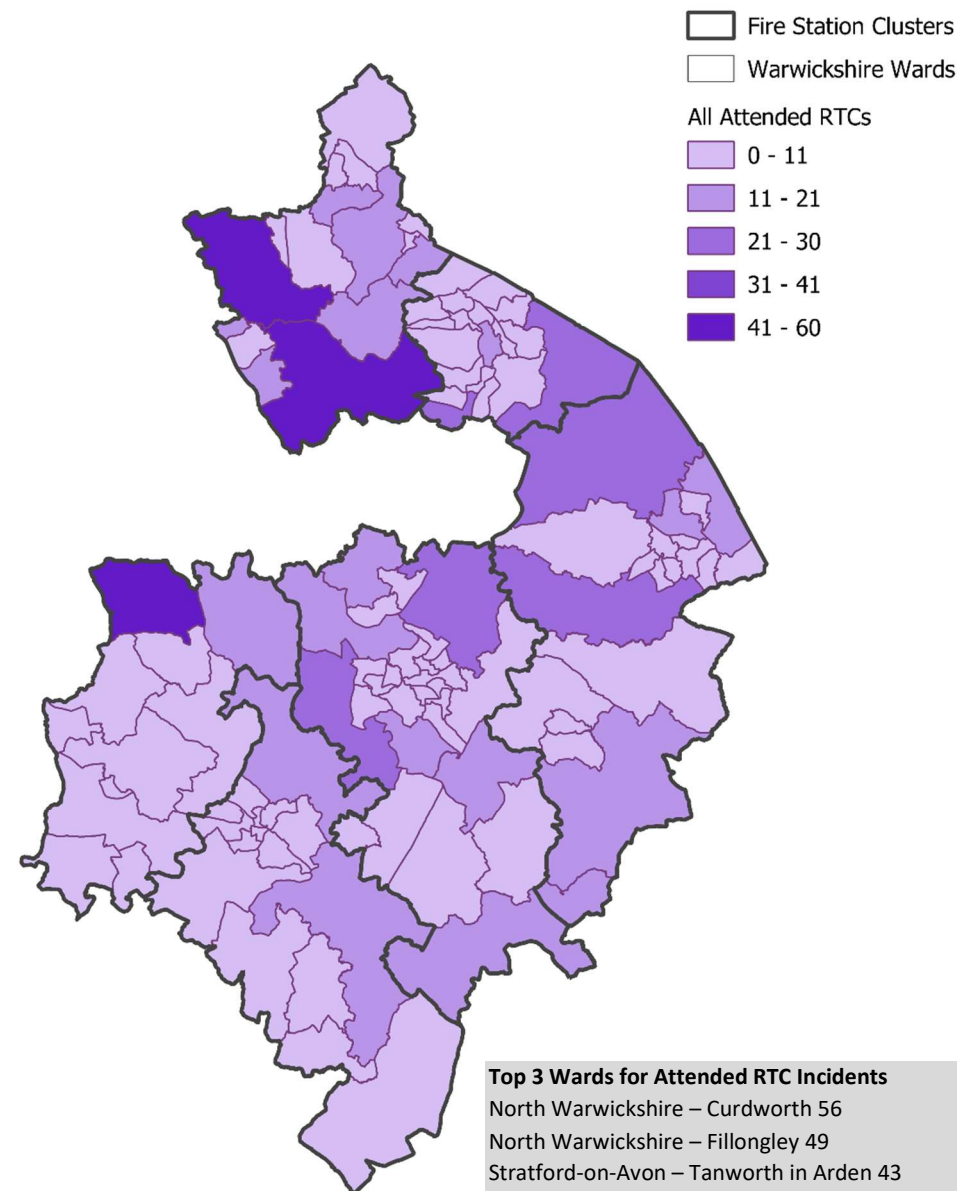 Fire Station Clusters
Warwickshire Wards
All Attended RTCs
0 - 11
11 - 21
21 - 30
31 - 41
41 - 60
Top 3 Wards for Attended RTC Incidents
North Warwickshire – Curdworth 56
North Warwickshire – Fillongley 49
Stratford-on-Avon – Tanworth in Arden 43